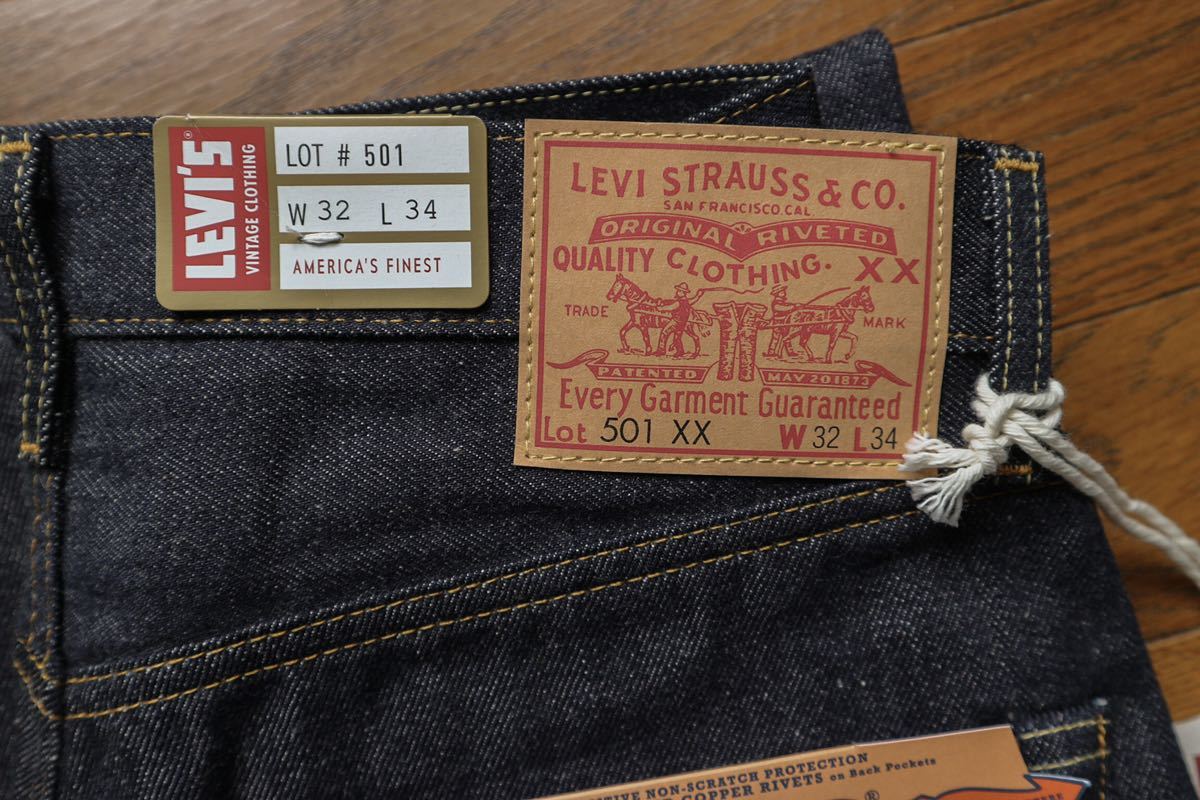 LEVI'S®
VINTAGE CLOTHING
LOT # 501
W 32 L 34
AMERICA'S FINEST
LEVI STRAUSS & CO.
SAN FRANCISCO.CAL.
ORIGINAL RIVETED
QUALITY CLOTHING. XX
TRADE MARK
PATENTED MAY 20 1873
Every Garment Guaranteed
Lot 501 XX W 32 L 34
NON-SCRATCH PROTECTION
COPPER RIVETS on Back Pockets
®